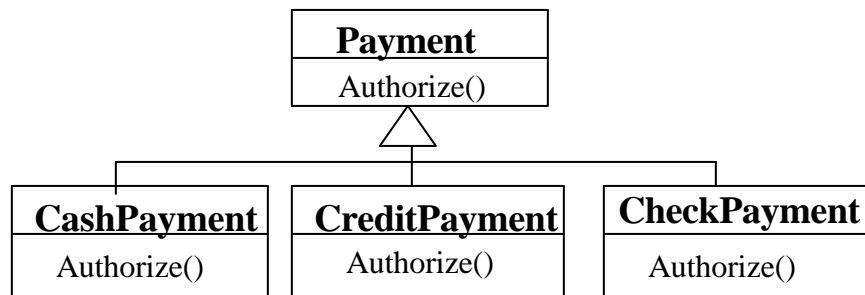 Payment
Authorize()
CashPayment
Authorize()
CreditPayment
Authorize()
CheckPayment
Authorize()